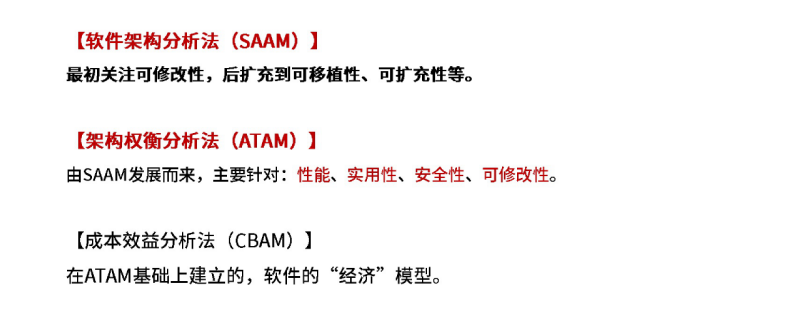 【软件架构分析法（SAAM）】
最初关注可修改性，后扩充到可移植性、可扩充性等。
【架构权衡分析法（ATAM）】
由SAAM发展而来，主要针对：性能、实用性、安全性、可修改性。
【成本效益分析法（CBAM）】
在ATAM基础上建立的，软件的“经济”模型。